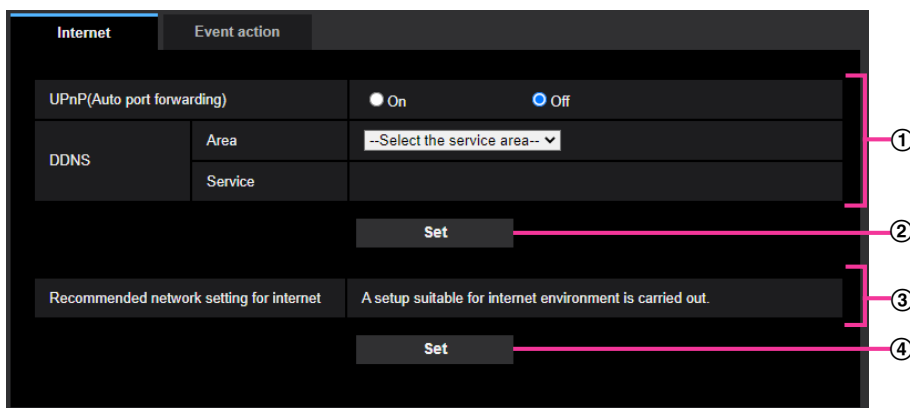 Internet Event action
UPnP(Auto port forwarding) On Off
DDNS Area --Select the service area--
Service
Set
Recommended network setting for internet A setup suitable for internet environment is carried out.
Set
①
②
③
④